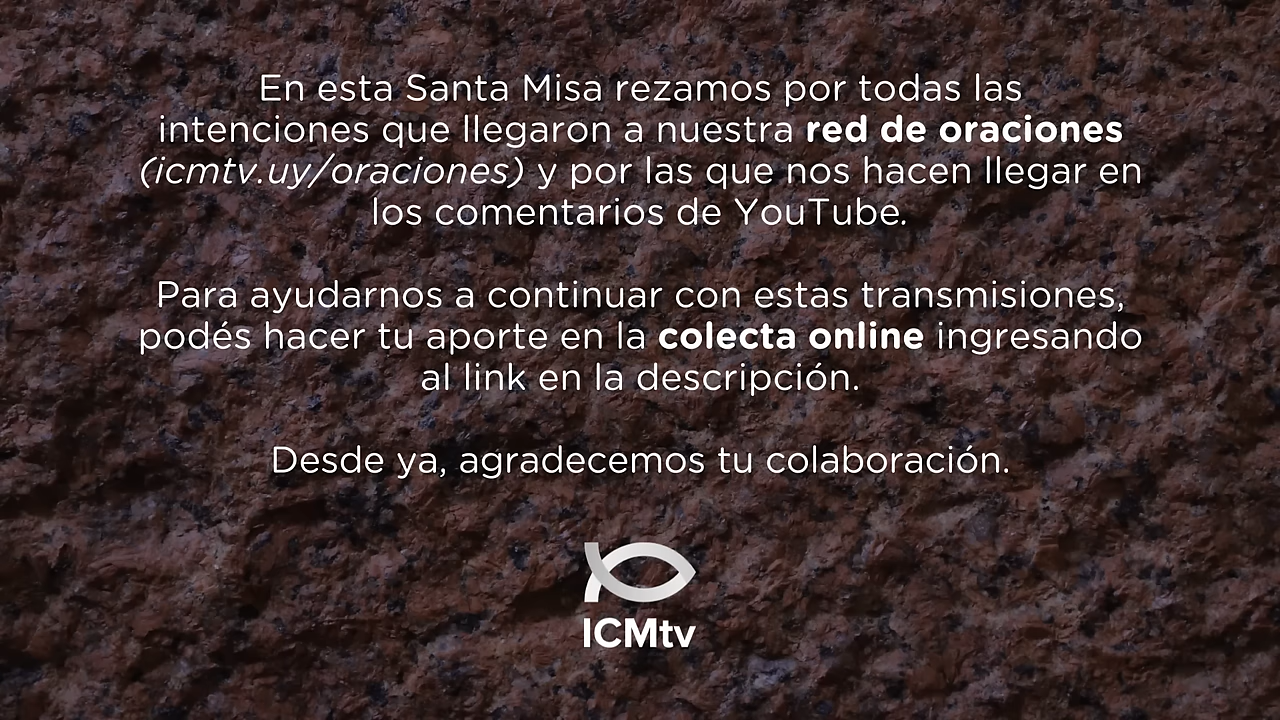 En esta Santa Misa rezamos por todas las
intenciones que llegaron a nuestra red de oraciones
(icmtv.uy/oraciones) y por las que nos hacen llegar en
los comentarios de YouTube.
Para ayudarnos a continuar con estas transmisiones,
podés hacer tu aporte en la colecta online ingresando
al link en la descripción.
Desde ya, agradecemos tu colaboración.
ICMtv